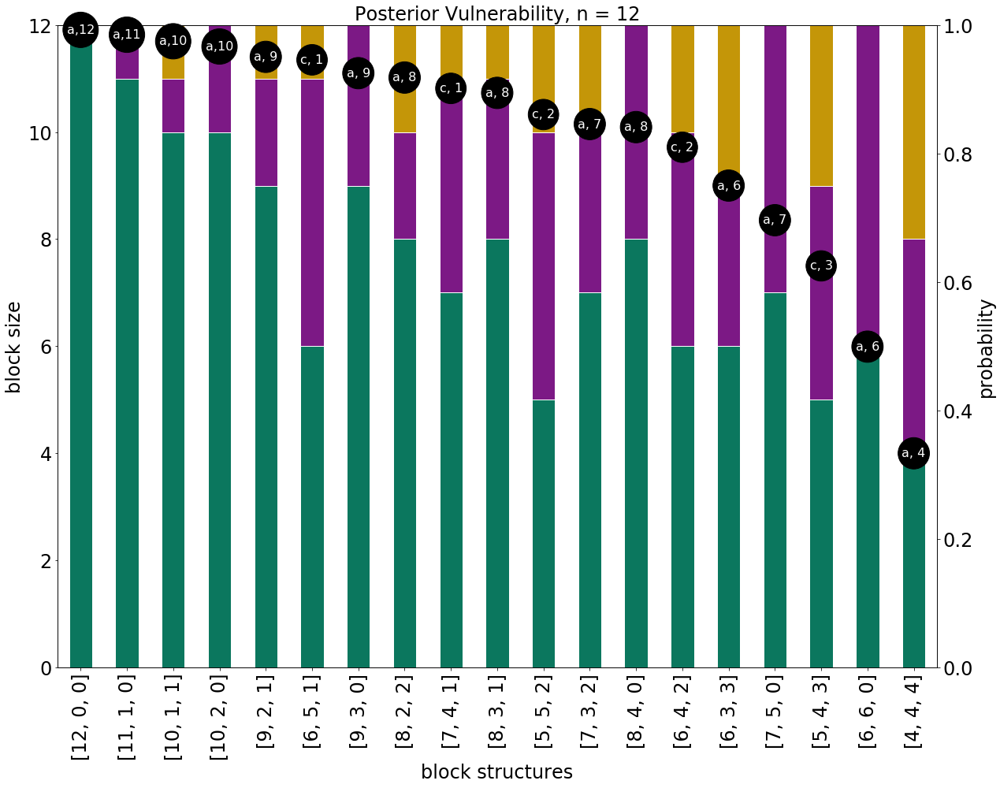 Posterior Vulnerability, n = 12
12
10
8
6
4
2
0
block size
a,12
a,11
a,10
a,10
a, 9
c, 1
a, 9
a, 8
c, 1
a, 8
c, 2
a, 7
a, 8
c, 2
a, 6
a, 7
c, 3
a, 6
a, 4
1.0
0.8
0.6
0.4
0.2
0.0
probability
[12, 0, 0]
[11, 1, 0]
[10, 1, 1]
[10, 2, 0]
[9, 2, 1]
[6, 5, 1]
[9, 3, 0]
[8, 2, 2]
[7, 4, 1]
[8, 3, 1]
[5, 5, 2]
[7, 3, 2]
[8, 4, 0]
[6, 4, 2]
[6, 3, 3]
[7, 5, 0]
[5, 4, 3]
[6, 6, 0]
[4, 4, 4]
block structures